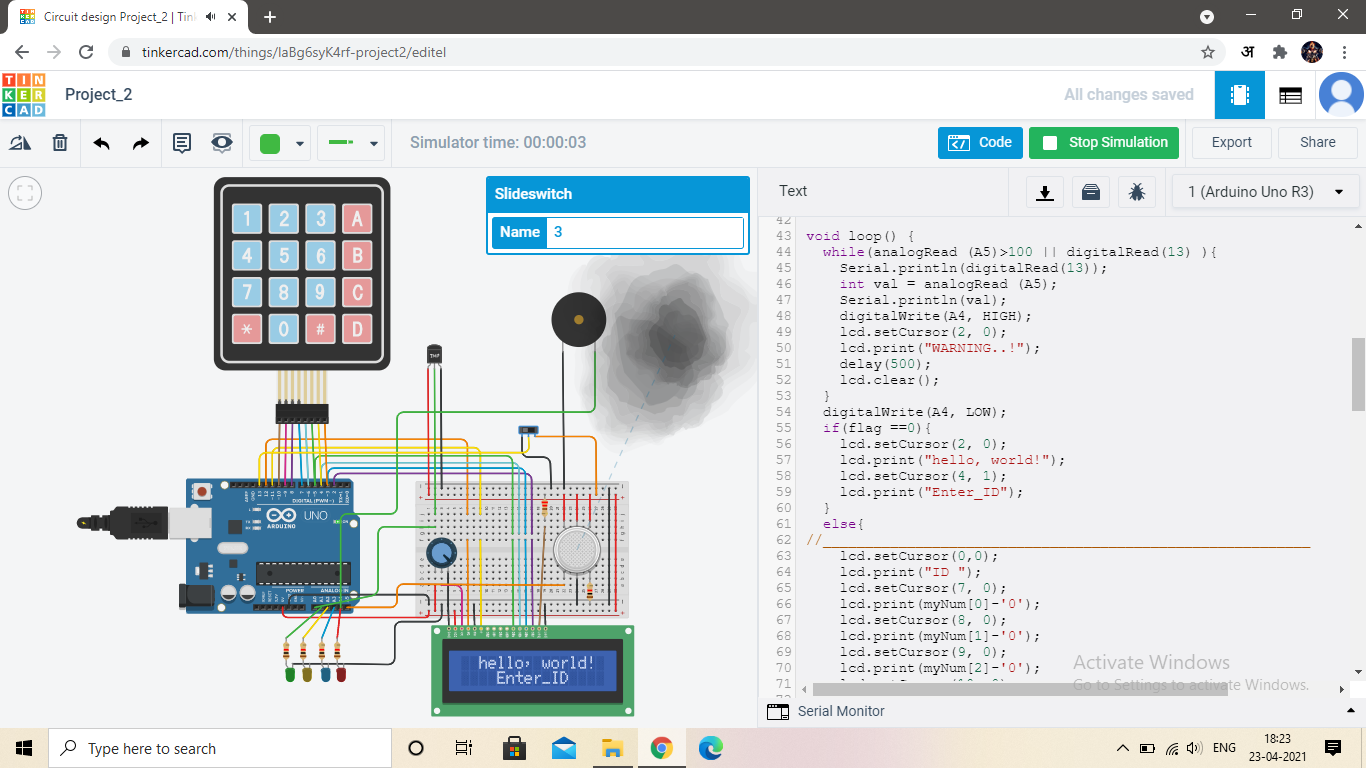 Circuit design Project_2 | Tin
tinkercad.com/things/laBg6syK4rf-project2/editel
अ
TIN
KER
CAD
Project_2
All changes saved
Simulator time: 00:00:03
Code
Stop Simulation
Export
Share
Slideswitch
Name 3
Text
1 (Arduino Uno R3)
1 2 3 A
4 5 6 B
7 8 9 C
* 0 # D
TMP
DIGITAL (PWM~)
UNO
ARDUINO
POWER
hello, world!
Enter_ID
42
43 void loop() {
44 while(analogRead (A5)>100 || digitalRead(13) ){
45 Serial.println(digitalRead(13));
46 int val = analogRead (A5);
47 Serial.println(val);
48 digitalWrite(A4, HIGH);
49 lcd.setCursor(2, 0);
50 lcd.print("WARNING..!");
51 delay(500);
52 lcd.clear();
53 }
54 digitalWrite(A4, LOW);
55 if(flag ==0){
56 lcd.setCursor(2, 0);
57 lcd.print("hello, world!");
58 lcd.setCursor(4, 1);
59 lcd.print("Enter_ID");
60 }
61 else{
62 //
63 lcd.setCursor(0,0);
64 lcd.print("ID ");
65 lcd.setCursor(7, 0);
66 lcd.print(myNum[0]-'0');
67 lcd.setCursor(8, 0);
68 lcd.print(myNum[1]-'0');
69 lcd.setCursor(9, 0);
70 lcd.print(myNum[2]-'0');
71
Activate Windows
Go to Settings to activate Windows.
Serial Monitor
Type here to search
ENG
18:23
23-04-2021